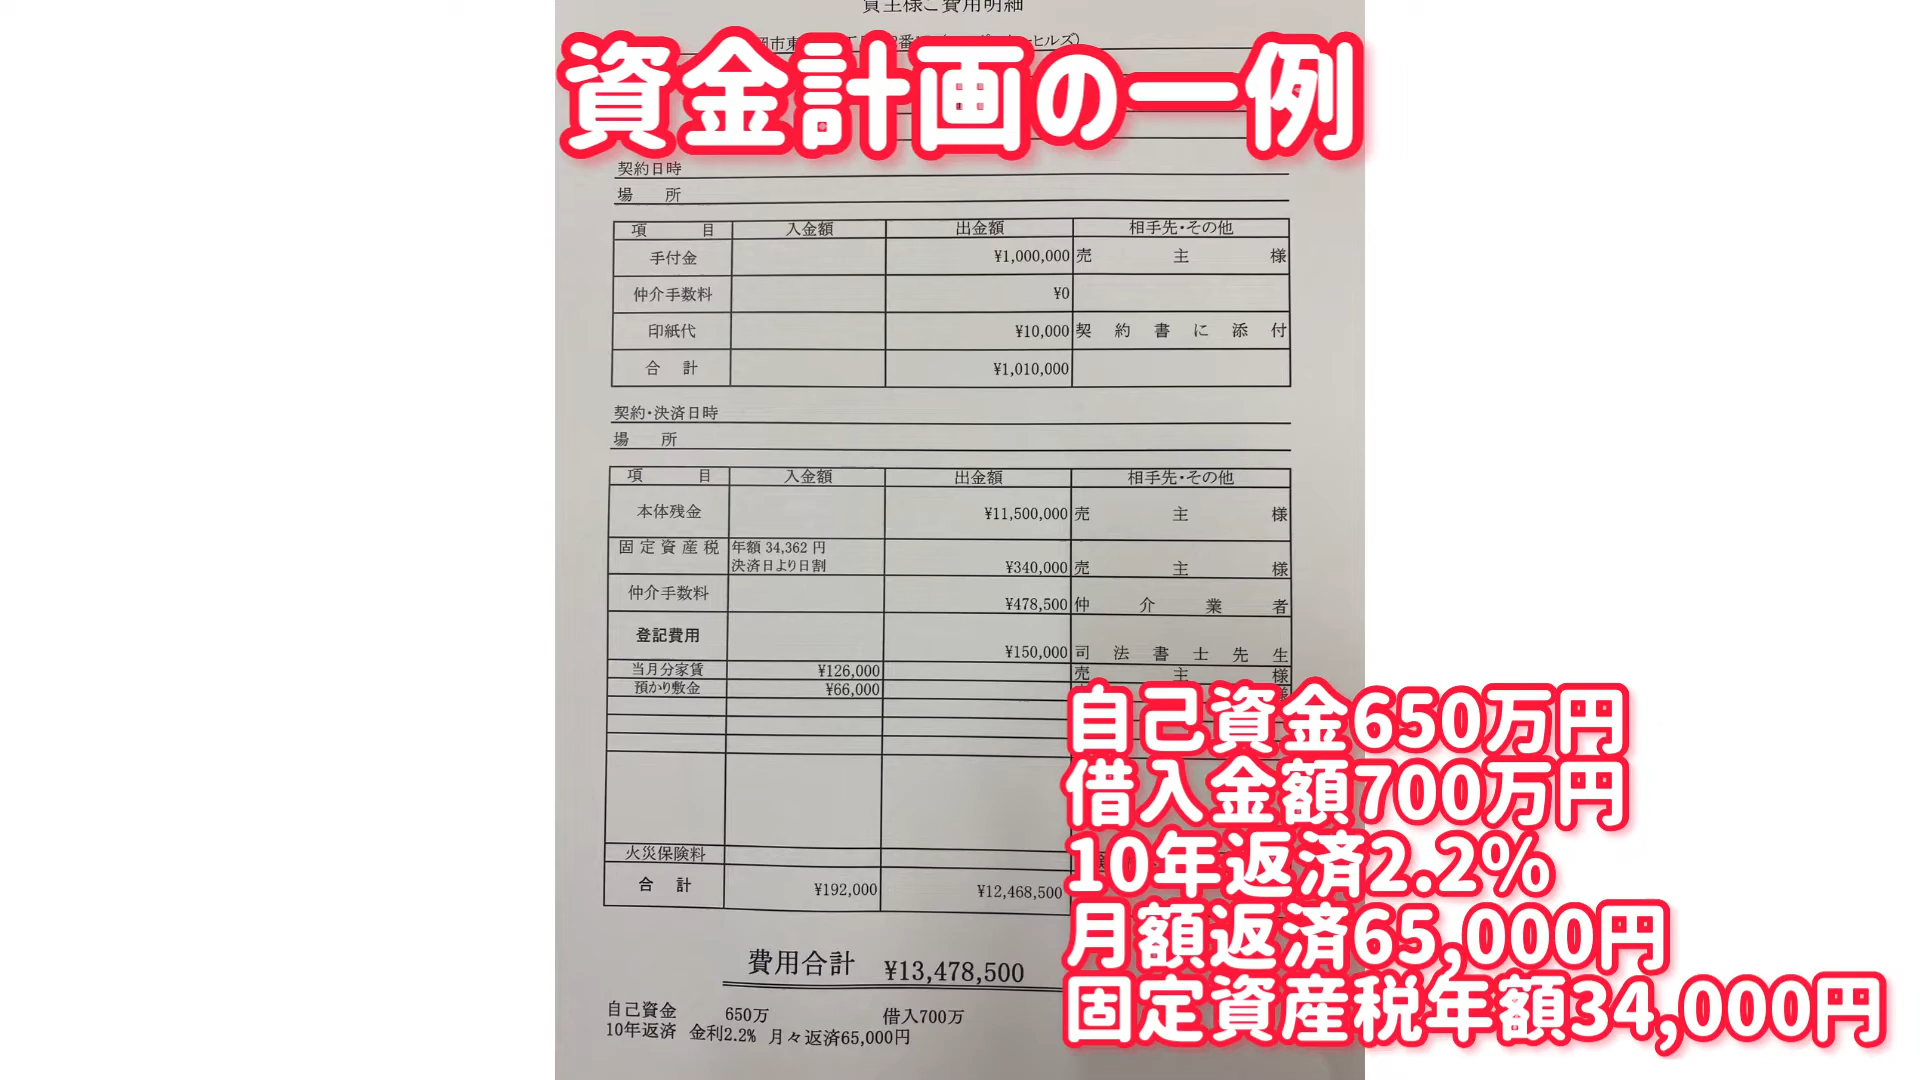 買主様ご費用明細
資金計画の一例
契約日時
場 所
項 目 入金額 出金額 相手先・その他
手付金 ¥1,000,000 売 主 様
仲介手数料 ¥0
印紙代 ¥10,000 契 約 書 に 添 付
合 計 ¥1,010,000
契約・決済日時
場 所
項 目 入金額 出金額 相手先・その他
本体残金 ¥11,500,000 売 主 様
固 定 資 産 税 年額 34,362 円
決済日より日割 ¥340,000 売 主 様
仲介手数料 ¥478,500 仲 介 業 者
登記費用 ¥150,000 司 法 書 士 先 生
当月分家賃 ¥126,000 売 主 様
預かり敷金 ¥66,000 様
火災保険料
合 計 ¥192,000 ¥12,468,500
費用合計 ¥13,478,500
自己資金 650万 借入700万
10年返済 金利2.2% 月々返済65,000円
自己資金650万円
借入金額700万円
10年返済2.2%
月額返済65,000円
固定資産税年額34,000円